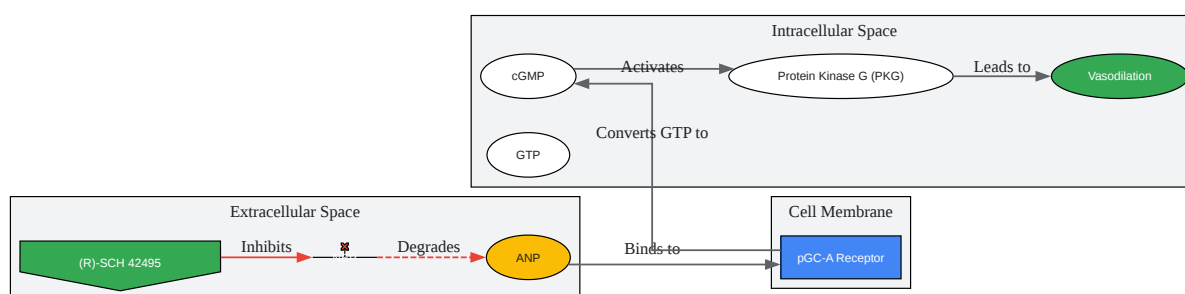 Intracellular Space
cGMP
Activates
Protein Kinase G (PKG)
Leads to
Vasodilation
Converts GTP to
GTP
Extracellular Space
Cell Membrane
(R)-SCH 42495
Inhibits
Degrades
ANP
Binds to
pGC-A Receptor